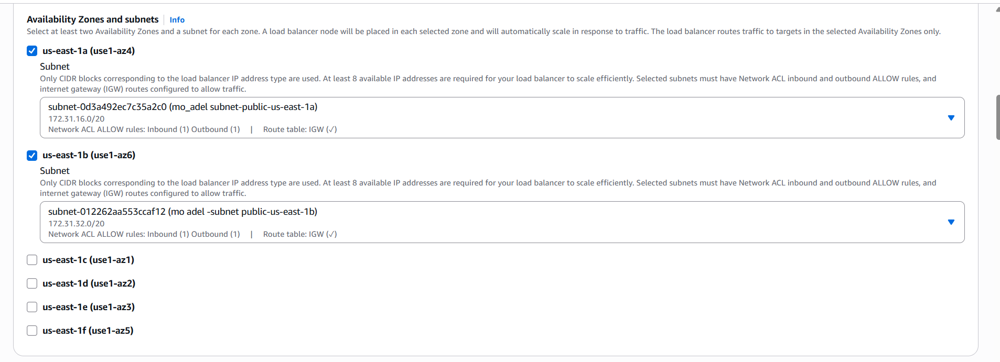 Availability Zones and subnets Info
Select at least two Availability Zones and a subnet for each zone. A load balancer node will be placed in each selected zone and will automatically scale in response to traffic. The load balancer routes traffic to targets in the selected Availability Zones only.
us-east-1a (use1-az4)
Subnet
Only CIDR blocks corresponding to the load balancer IP address type are used. At least 8 available IP addresses are required for your load balancer to scale efficiently. Selected subnets must have Network ACL inbound and outbound ALLOW rules, and
internet gateway (IGW) routes configured to allow traffic.
subnet-0d3a492ec7c35a2c0 (mo_adel subnet-public-us-east-1a)
172.31.16.0/20
Network ACL ALLOW rules: Inbound (1) Outbound (1) | Route table: IGW (✓)
us-east-1b (use1-az6)
Subnet
Only CIDR blocks corresponding to the load balancer IP address type are used. At least 8 available IP addresses are required for your load balancer to scale efficiently. Selected subnets must have Network ACL inbound and outbound ALLOW rules, and
internet gateway (IGW) routes configured to allow traffic.
subnet-012262aa553ccaf12 (mo adel -subnet public-us-east-1b)
172.31.32.0/20
Network ACL ALLOW rules: Inbound (1) Outbound (1) | Route table: IGW (✓)
us-east-1c (use1-az1)
us-east-1d (use1-az2)
us-east-1e (use1-az3)
us-east-1f (use1-az5)